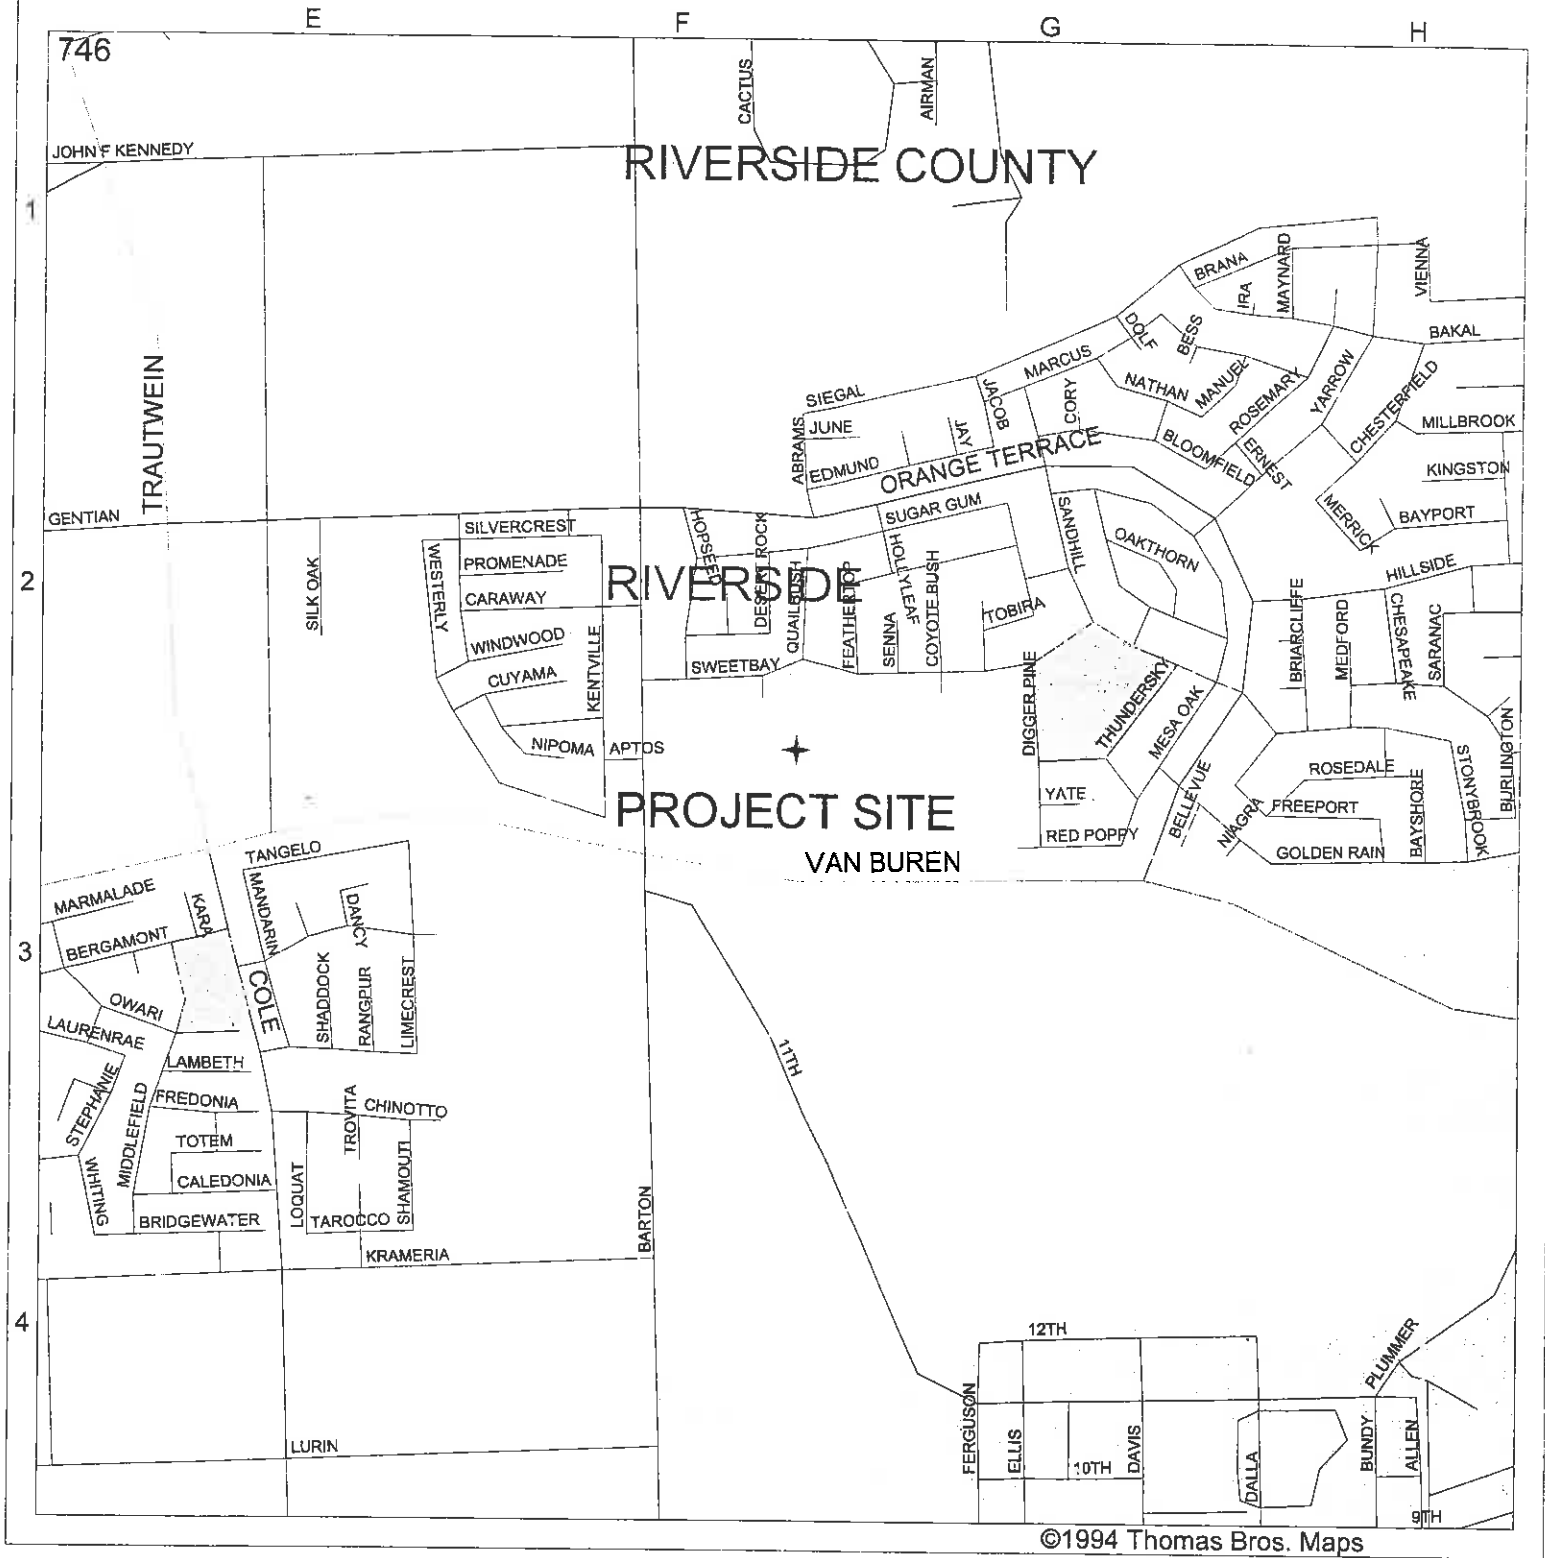 E
F
G
H
746
CACTUS
AIRMAN
JOHN F KENNEDY
RIVERSIDE COUNTY
1
BRANA
IRA
MAYNARD
VIENNA
DOLF
BESS
BAKAL
TRAUTWEIN
SIEGAL
MARCUS
JACOB
CORY
NATHAN
MANUEL
ROSEMARY
YARROW
CHESTERFIELD
ABRAMS
JUNE
JAY
EDMUND
ORANGE TERRACE
BLOOMFIELD
ERNEST
MILLBROOK
KINGSTON
MERRICK
BAYPORT
GENTIAN
SILVERCREST
HOPSEED
DESERT ROCK
SUGAR GUM
SANDHILL
OAKTHORN
2
SILK OAK
WESTERLY
PROMENADE
CARAWAY
RIVERSIDE
QUAILBUSH
FEATHERTOP
HOLLYLEAF
SENNA
COYOTE BUSH
TOBIRA
HILLSIDE
BRIARCLIFFE
MEDFORD
CHESAPEAKE
SARANAC
WINDWOOD
KENTVILLE
CUYAMA
SWEETBAY
DIGGER PINE
THUNDERSKY
MESA OAK
NIPOMA
APTOS
ROSEDALE
STONYBROOK
BURLINGTON
PROJECT SITE
YATE
RED POPPY
BELLEVUE
NIAGRA
FREEPORT
BAYSHORE
GOLDEN RAIN
VAN BUREN
TANGELO
MARMALADE
KARA
MANDARIN
DANCY
3
BERGAMONT
COLE
SHADDOCK
RANGPUR
LIMECREST
OWARI
LAURENRAE
11TH
LAMBETH
STEPHANIE
MIDDLEFIELD
FREDONIA
TROVITA
CHINOTTO
TOTEM
WHITING
CALEDONIA
LOQUAT
SHAMOUTI
BRIDGEWATER
TAROCCO
BARTON
KRAMERIA
4
12TH
PLUMMER
FERGUSON
ELLIS
10TH
DAVIS
DALLA
BUNDY
ALLEN
LURIN
9TH
©1994 Thomas Bros. Maps